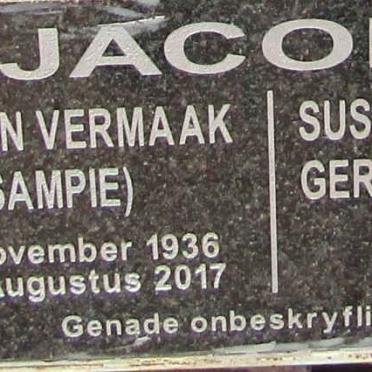 JACO
N VERMAAK
SAMPIE)
ovember 1936
Augustus 2017
SUS
GER
Genade onbeskryfli